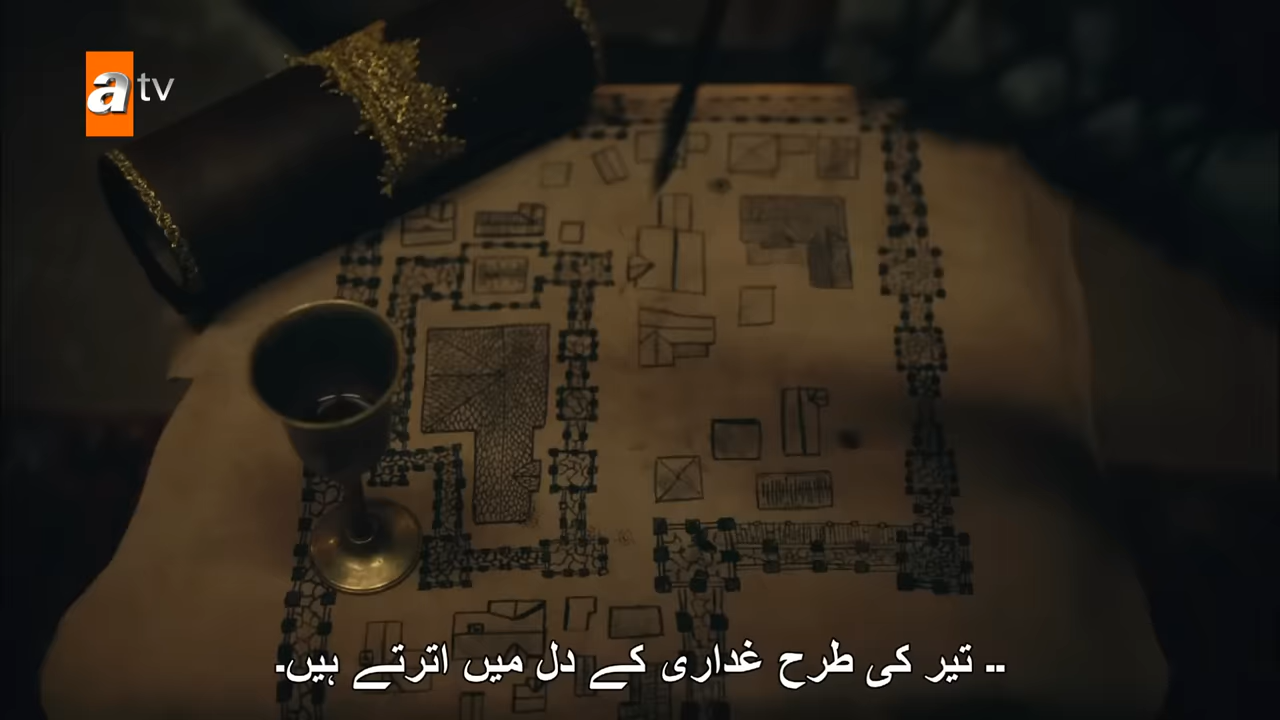 atv
۔۔ تیر کی طرح غداری کے دل میں اترتے ہیں۔